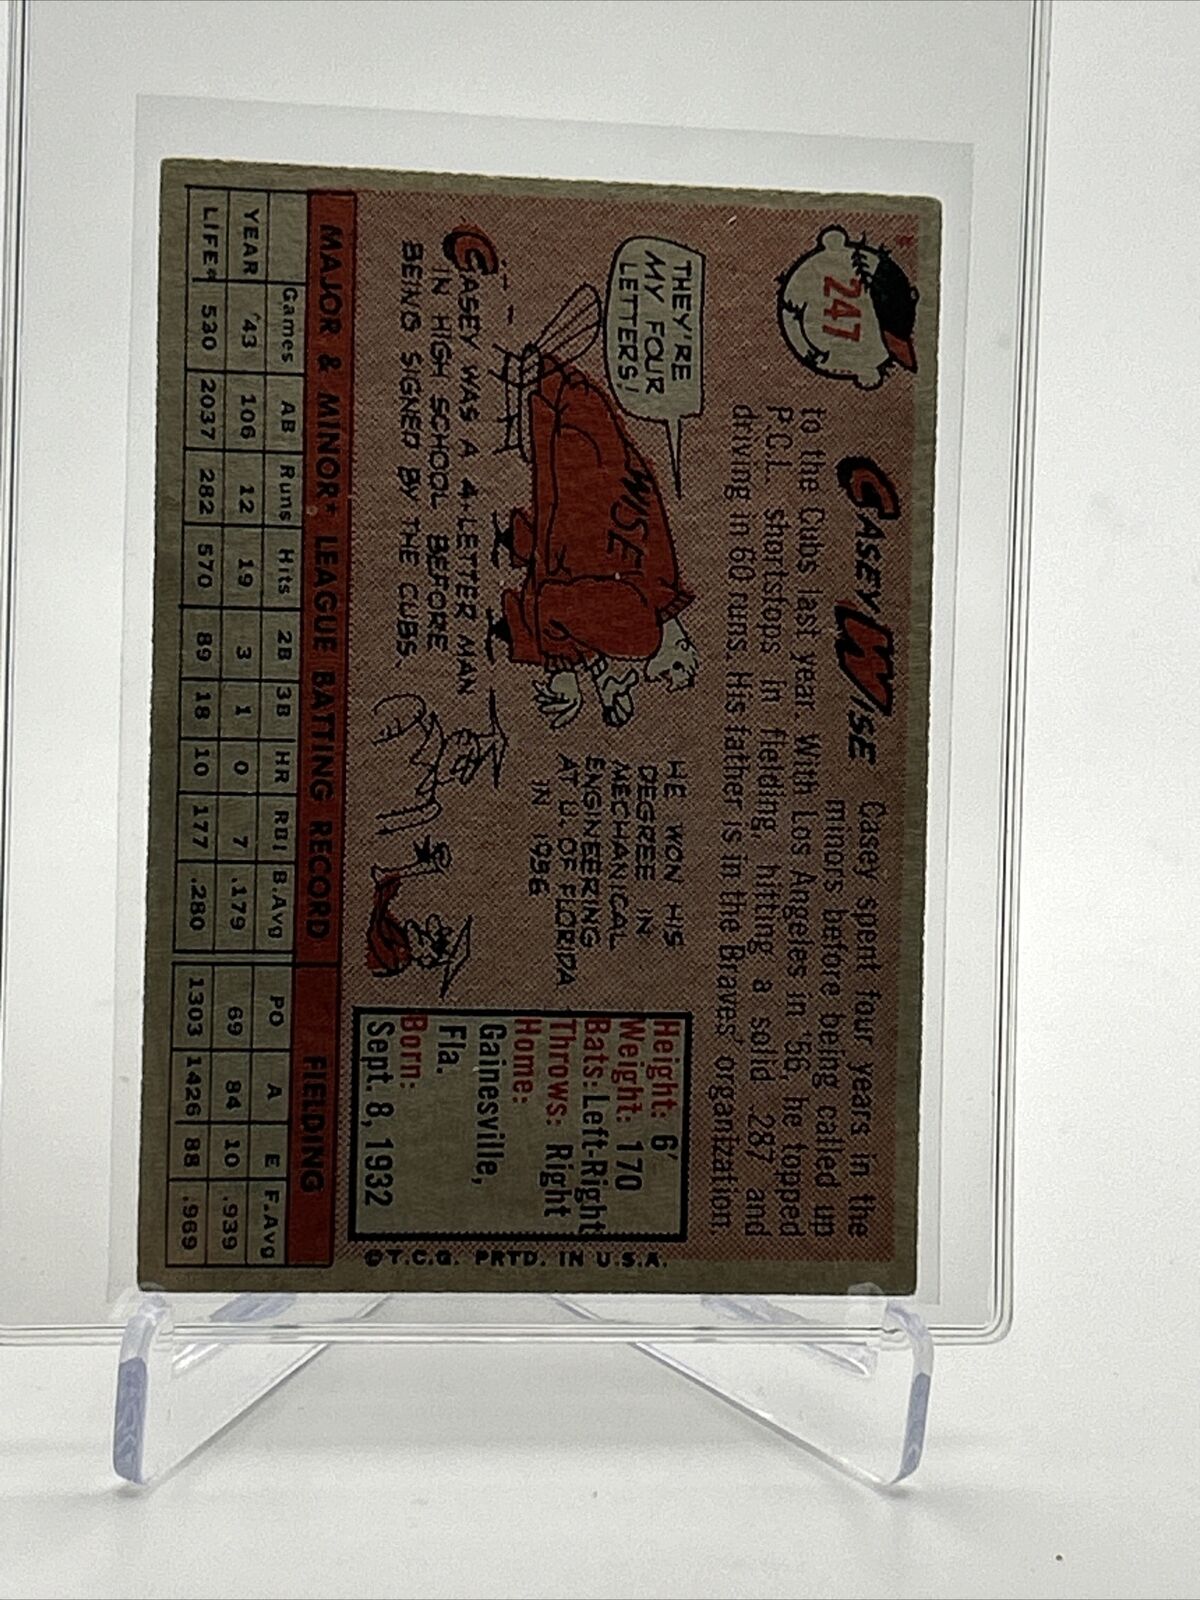 247
CASEY WISE
Casey spent four years in the
minors before being called up
to the Cubs last year. With Los Angeles in '56, he topped
P.C.L. shortstops in fielding, hitting a solid .287 and
driving in 60 runs. His father is in the Braves' organization.
THEY'RE
MY FOUR
LETTERS!
WISE
CASEY WAS A 4-LETTER MAN
IN HIGH SCHOOL BEFORE
BEING SIGNED BY THE CUBS.
HE WON HIS
DEGREE IN
MECHANICAL
ENGINEERING
AT U. OF FLORIDA
IN 1956
Height: 6'
Weight: 170
Bats: Left-Right
Throws: Right
Home:
Gainesville,
Fla.
Born:
Sept. 8, 1932
©T.C.G. PRTD. IN U.S.A.
MAJOR & MINOR* LEAGUE BATTING RECORD FIELDING
Games AB Runs Hits 2B 3B HR RBI B.Avg PO A E F.Avg
YEAR '43 106 12 19 3 1 0 7 .179 69 84 10 .939
LIFE* 530 2037 282 570 89 18 10 177 .280 1303 1426 88 .969